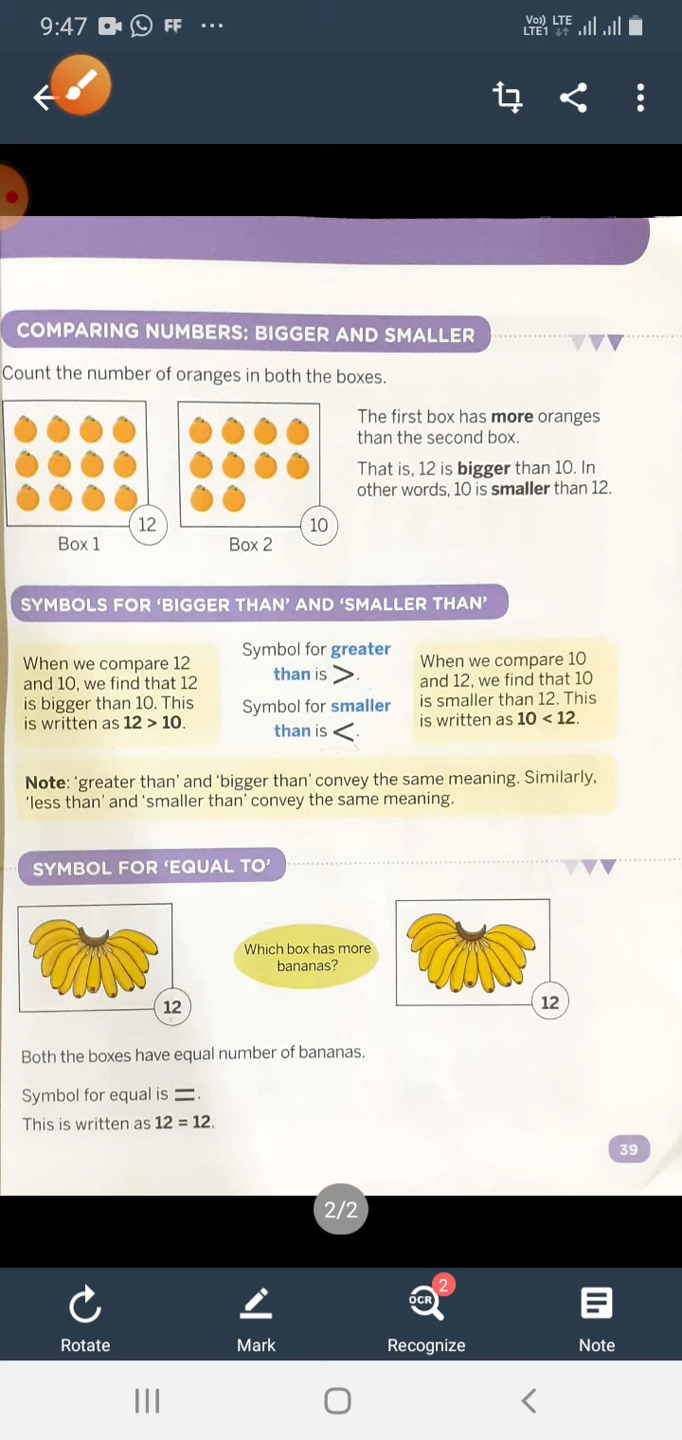 9:47 FF ...
Vo)) LTE
LTE1
COMPARING NUMBERS: BIGGER AND SMALLER
Count the number of oranges in both the boxes.
The first box has more oranges
than the second box.
That is, 12 is bigger than 10. In
other words, 10 is smaller than 12.
12
10
Box 1
Box 2
SYMBOLS FOR ‘BIGGER THAN’ AND ‘SMALLER THAN’
When we compare 12
and 10, we find that 12
is bigger than 10. This
is written as 12 > 10.
Symbol for greater
than is >.
Symbol for smaller
than is <.
When we compare 10
and 12, we find that 10
is smaller than 12. This
is written as 10 < 12.
Note: ‘greater than’ and ‘bigger than’ convey the same meaning. Similarly,
‘less than’ and ‘smaller than’ convey the same meaning.
SYMBOL FOR ‘EQUAL TO’
Which box has more
bananas?
12
12
Both the boxes have equal number of bananas.
Symbol for equal is =.
This is written as 12 = 12.
39
2/2
OCR 2
Rotate
Mark
Recognize
Note